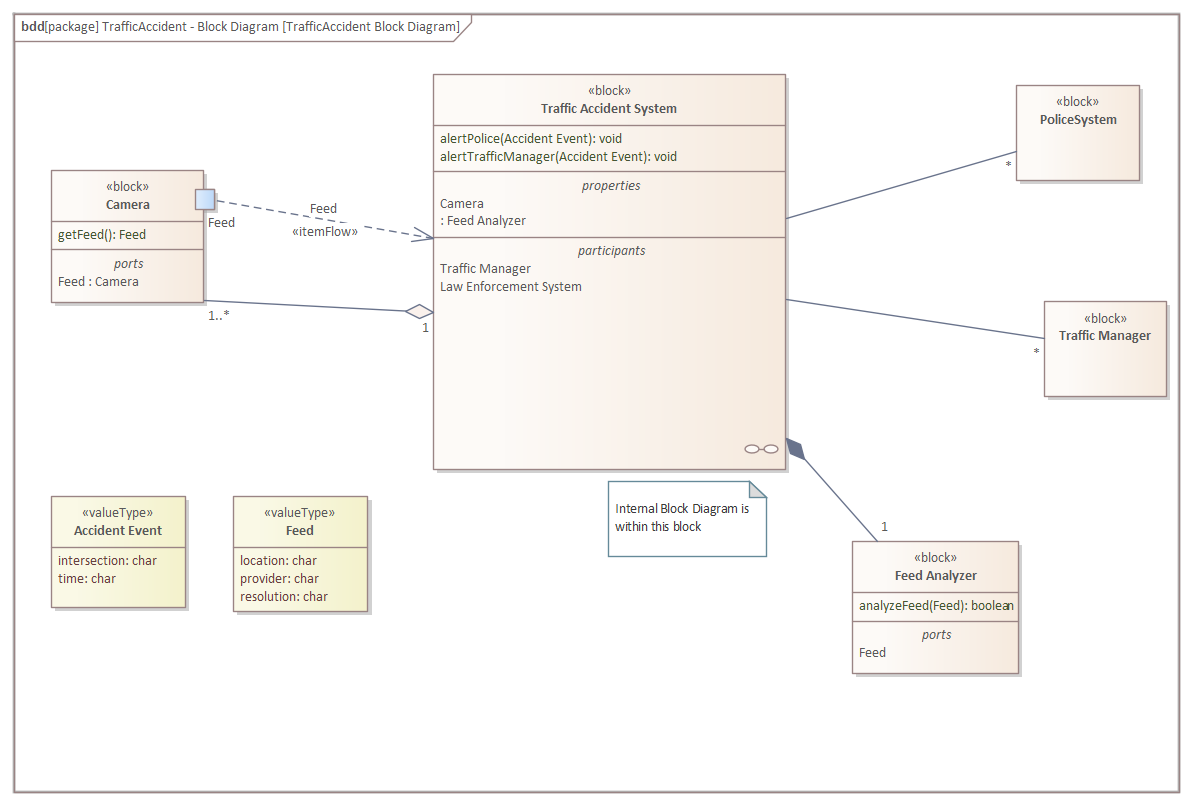 bdd[package] TrafficAccident - Block Diagram [TrafficAccident Block Diagram]
«block»
Traffic Accident System
alertPolice(Accident Event): void
alertTrafficManager(Accident Event): void
properties
Camera
: Feed Analyzer
participants
Traffic Manager
Law Enforcement System
«block»
PoliceSystem
*
«block»
Camera
getFeed(): Feed
ports
Feed : Camera
Feed
Feed
«itemFlow»
1..*
1
«block»
Traffic Manager
*
«valueType»
Accident Event
intersection: char
time: char
«valueType»
Feed
location: char
provider: char
resolution: char
Internal Block Diagram is
within this block
1
«block»
Feed Analyzer
analyzeFeed(Feed): boolean
ports
Feed